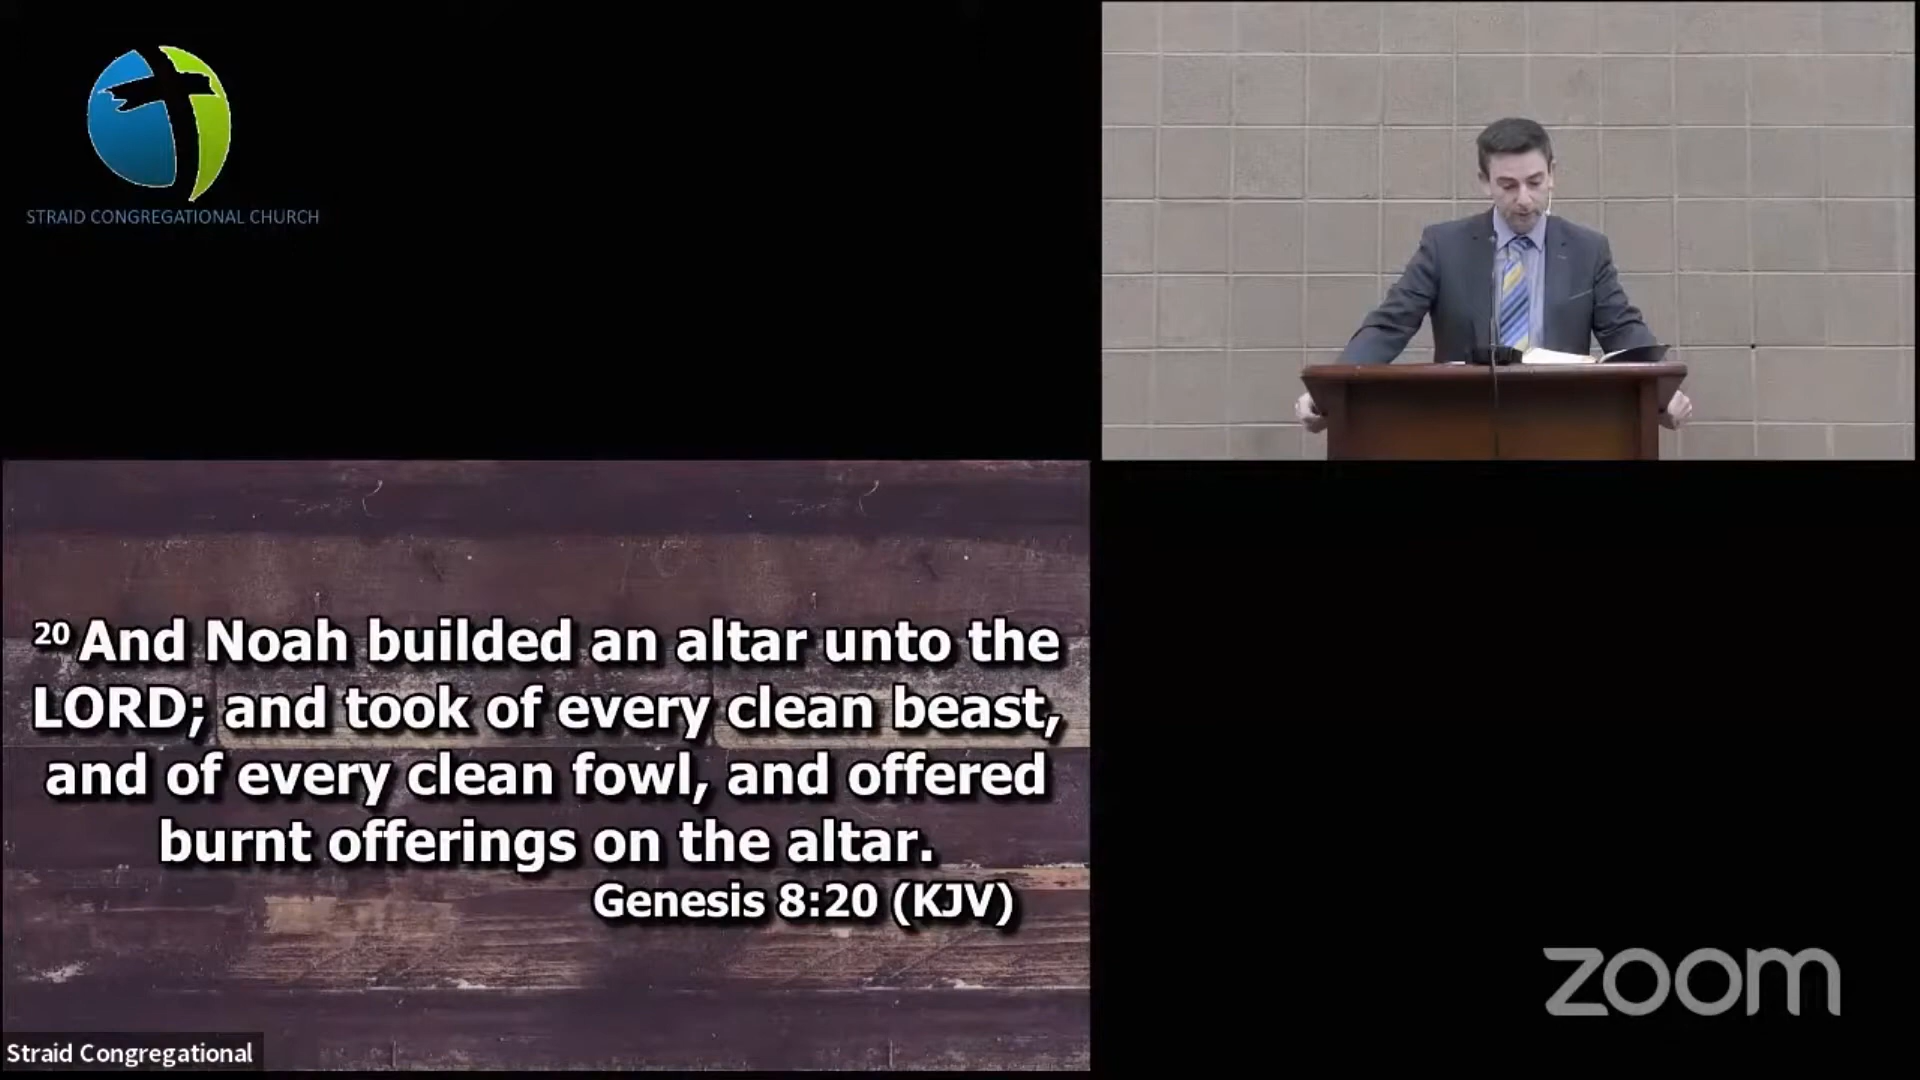 STRAID CONGREGATIONAL CHURCH
20 And Noah builded an altar unto the
LORD; and took of every clean beast,
and of every clean fowl, and offered
burnt offerings on the altar.
Genesis 8:20 (KJV)
zoom
Straid Congregational